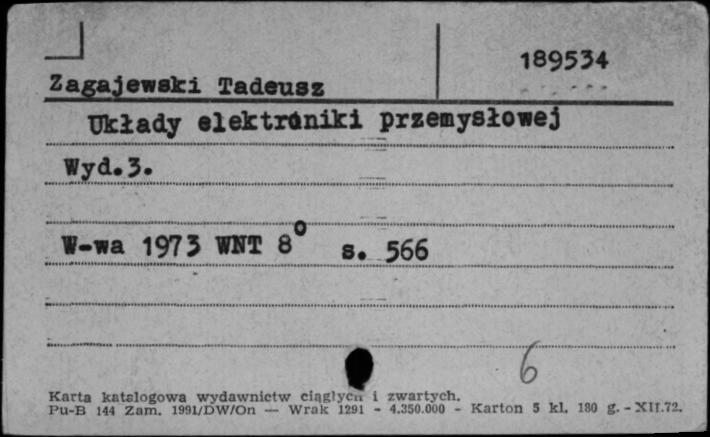 189534
Zagajewski Tadeusz
Układy elektroniki przemysłowej
Wyd.3.
W-wa 1973 WNT 8° s. 566
6
Karta katalogowa wydawnictw ciągłych i zwartych.
Pu-B 144 Zam. 1991/DW/On — Wrak 1291 - 4.350.000 - Karton 5 kl. 180 g. - XII.72.